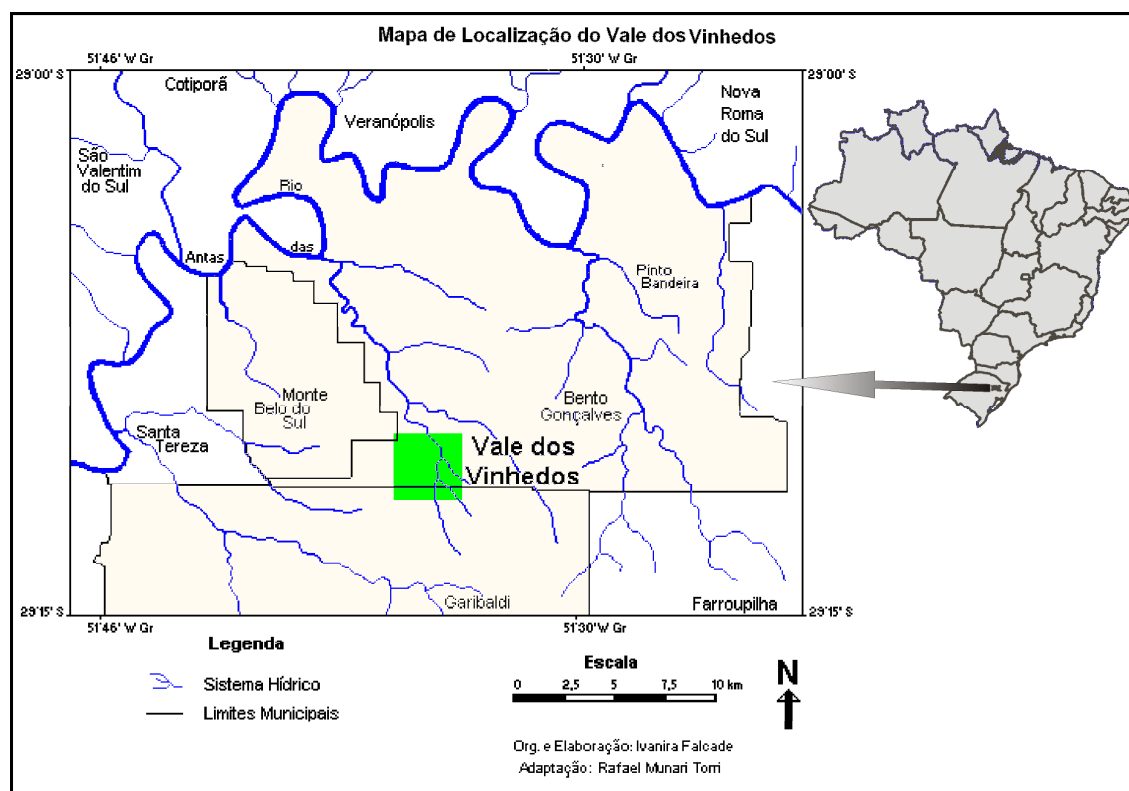 Mapa de Localização do Vale dos Vinhedos
51°46' W Gr
51°30' W Gr
29°00' S
29°00' S
Cotiporã
Veranópolis
Nova
Roma
do Sul
São
Valentim
do Sul
Rio
das
Antas
Pinto
Bandeira
Monte
Belo do
Sul
Bento
Gonçalves
Santa
Tereza
Vale dos
Vinhedos
Garibaldi
Farroupilha
29°15' S
29°15' S
51°46' W Gr
51°30'W Gr
Legenda
Sistema Hídrico
Limites Municipais
Escala
0 2,5 5 7,5 10 km
N
Org. e Elaboração: Ivanira Falcade
Adaptação: Rafael Munari Torri